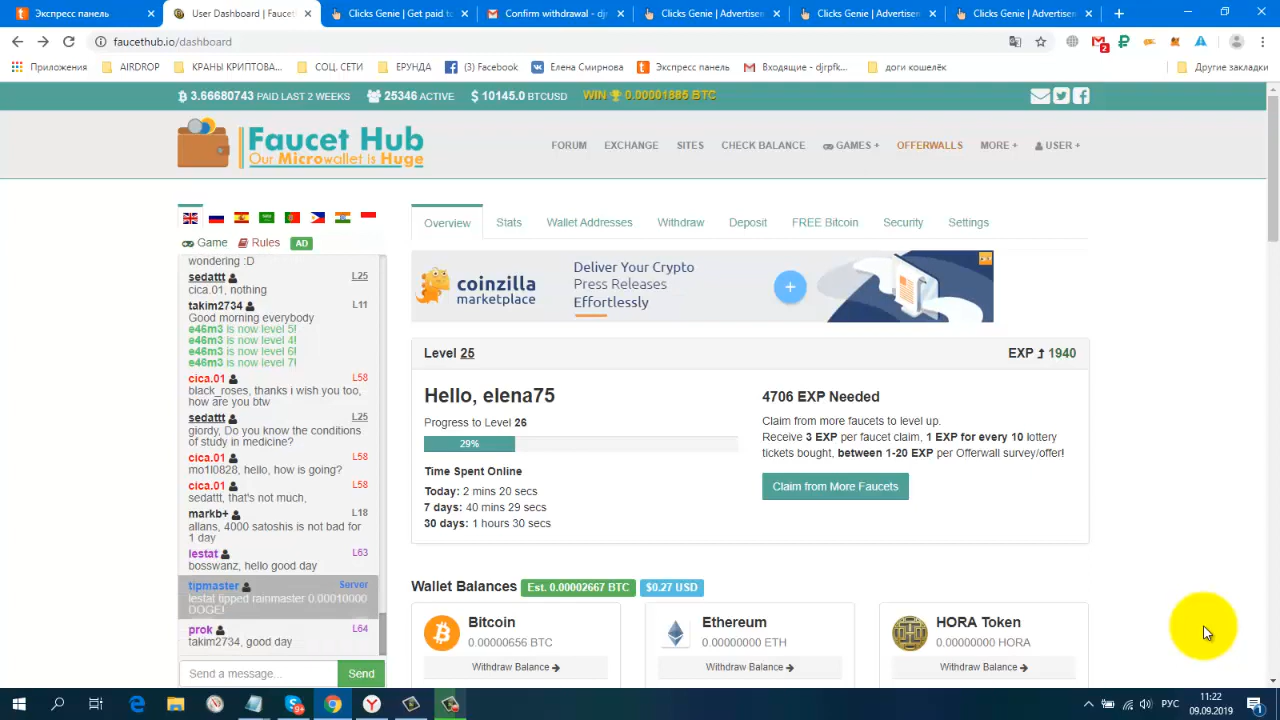 Экспресс панель
User Dashboard | Faucet
Clicks Genie | Get paid to
Confirm withdrawal - djr
Clicks Genie | Advertisem
Clicks Genie | Advertisem
Clicks Genie | Advertisem
faucethub.io/dashboard
2
Приложения
AIRDROP
КРАНЫ КРИПТОВА...
СОЦ. СЕТИ
ЕРУНДА
(3) Facebook
Елена Смирнова
Экспресс панель
Входящие - djrpfk...
доги кошелёк
Другие закладки
3.66680743 PAID LAST 2 WEEKS
25346 ACTIVE
$ 10145.0 BTCUSD
WIN 0.00001885 BTC
Faucet Hub
Our Microwallet is Huge
FORUM
EXCHANGE
SITES
CHECK BALANCE
GAMES +
OFFERWALLS
MORE +
USER +
Game
Rules
AD
wondering :D
sedattt L25
cica.01, nothing
takim2734 L11
Good morning everybody
e46m3 is now level 5!
e46m3 is now level 4!
e46m3 is now level 6!
e46m3 is now level 7!
cica.01 L58
black_roses, thanks i wish you too,
how are you btw
sedattt L25
giordy, Do you know the conditions
of study in medicine?
cica.01 L58
mo1l0828, hello, how is going?
cica.01 L58
sedattt, that's not much,
markb+ L18
allans, 4000 satoshis is not bad for
1 day
lestat L63
bosswanz, hello good day
tipmaster Server
lestat tipped rainmaster 0.00010000
DOGE!
prok L64
takim2734, good day
Send a message...
Send
Overview
Stats
Wallet Addresses
Withdraw
Deposit
FREE Bitcoin
Security
Settings
coinzilla
marketplace
Deliver Your Crypto
Press Releases
Effortlessly
Level 25
EXP 1940
Hello, elena75
Progress to Level 26
29%
Time Spent Online
Today: 2 mins 20 secs
7 days: 40 mins 29 secs
30 days: 1 hours 30 secs
4706 EXP Needed
Claim from more faucets to level up.
Receive 3 EXP per faucet claim, 1 EXP for every 10 lottery
tickets bought, between 1-20 EXP per Offerwall survey/offer!
Claim from More Faucets
Wallet Balances
Est. 0.00002667 BTC
$0.27 USD
Bitcoin
0.00000656 BTC
Withdraw Balance
Ethereum
0.00000000 ETH
Withdraw Balance
HORA Token
0.00000000 HORA
Withdraw Balance
9+
РУС
11:22
09.09.2019
1